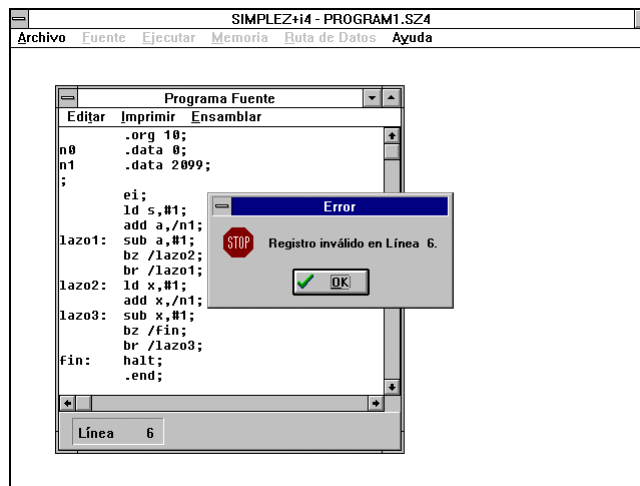 SIMPLEZ+i4 - PROGRAM1.SZ4
Archivo Fuente Ejecutar Memoria Ruta de Datos Ayuda
Programa Fuente
Editar Imprimir Ensamblar
.org 10;
n0 .data 0;
n1 .data 2099;
;
ei;
ld s,#1;
add a,/n1;
lazo1: sub a,#1;
bz /lazo2;
br /lazo1;
lazo2: ld x,#1;
add x,/n1;
lazo3: sub x,#1;
bz /fin;
br /lazo3;
fin: halt;
.end;
Línea 6
Error
STOP
Registro inválido en Línea 6.
OK